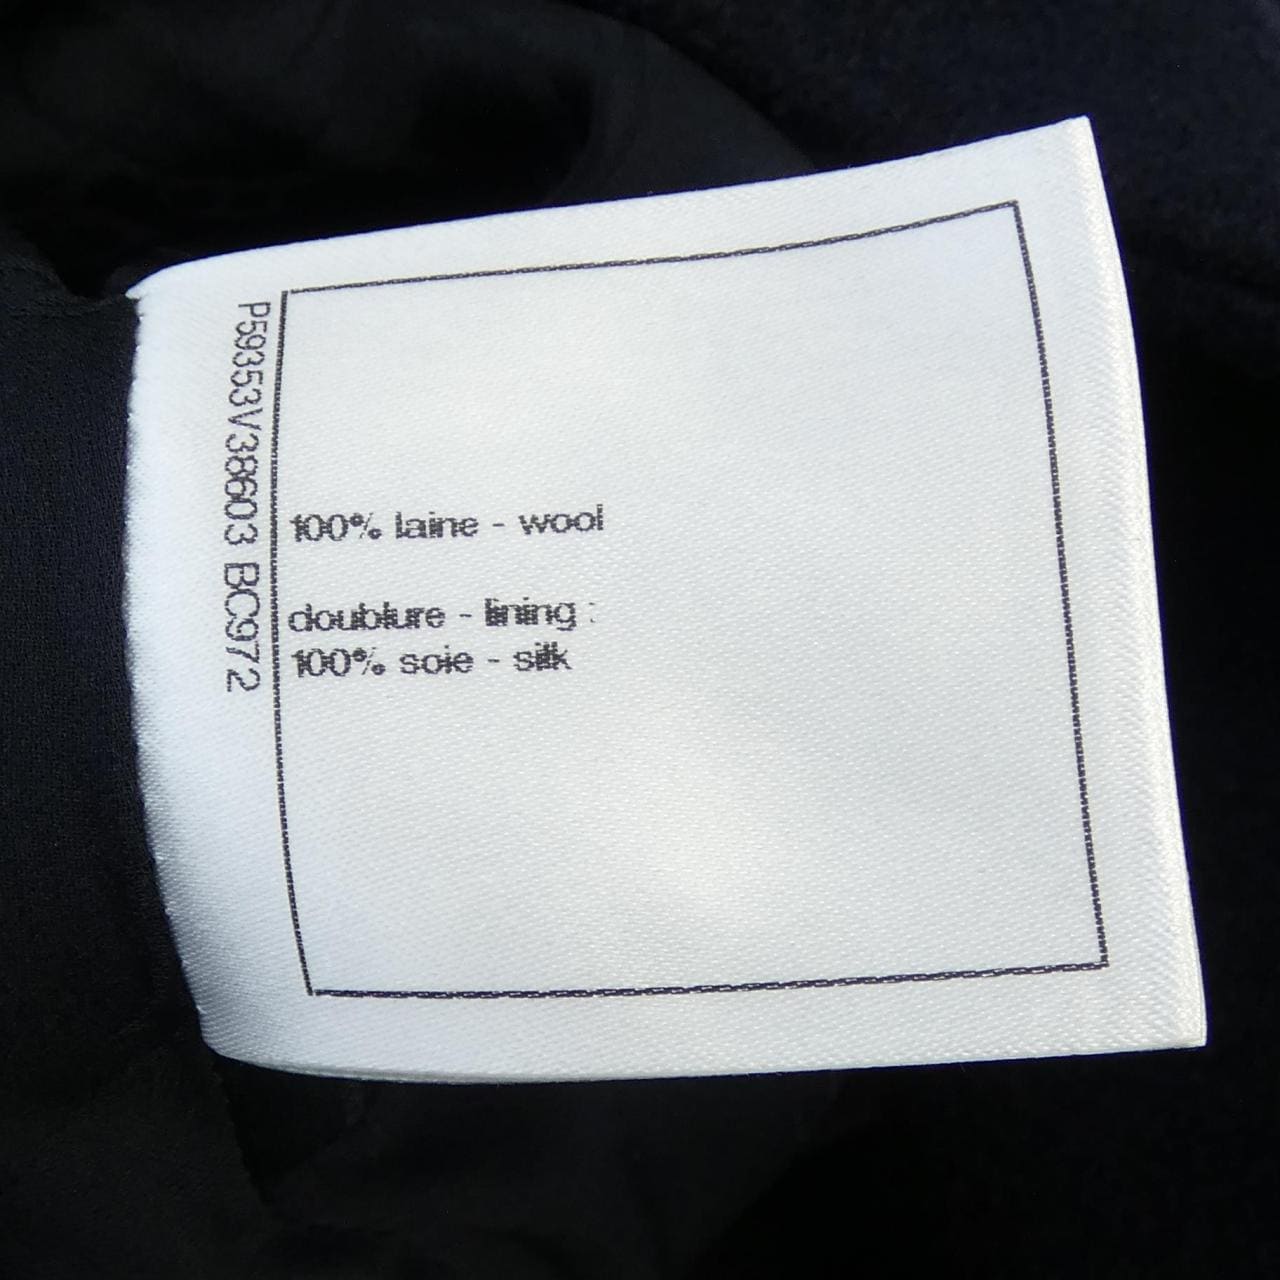 P59353V38603 BC972
100% laine - wool
doublure - lining :
100% soie - silk